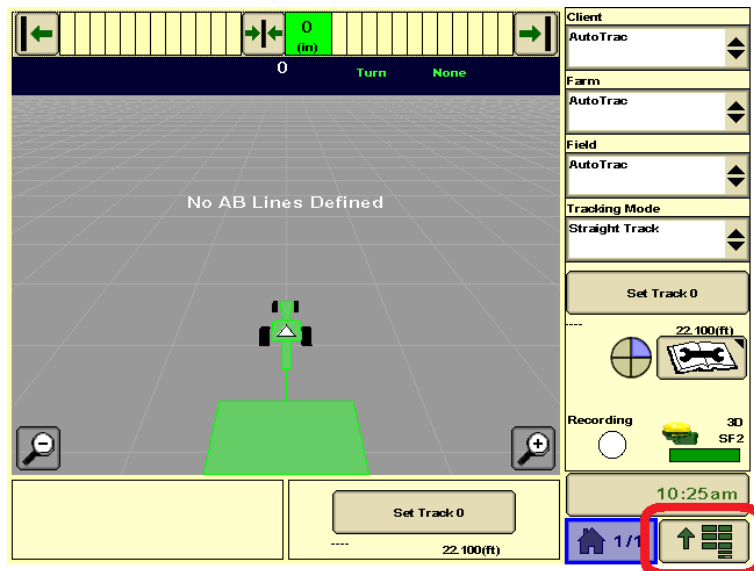 0
(in)
0 Turn None
No AB Lines Defined
Set Track 0
---- 22.100(ft)
Client
AutoTrac
Farm
AutoTrac
Field
AutoTrac
Tracking Mode
Straight Track
Set Track 0
---- 22.100(ft)
Recording 3D
SF2
10:25am
1/1